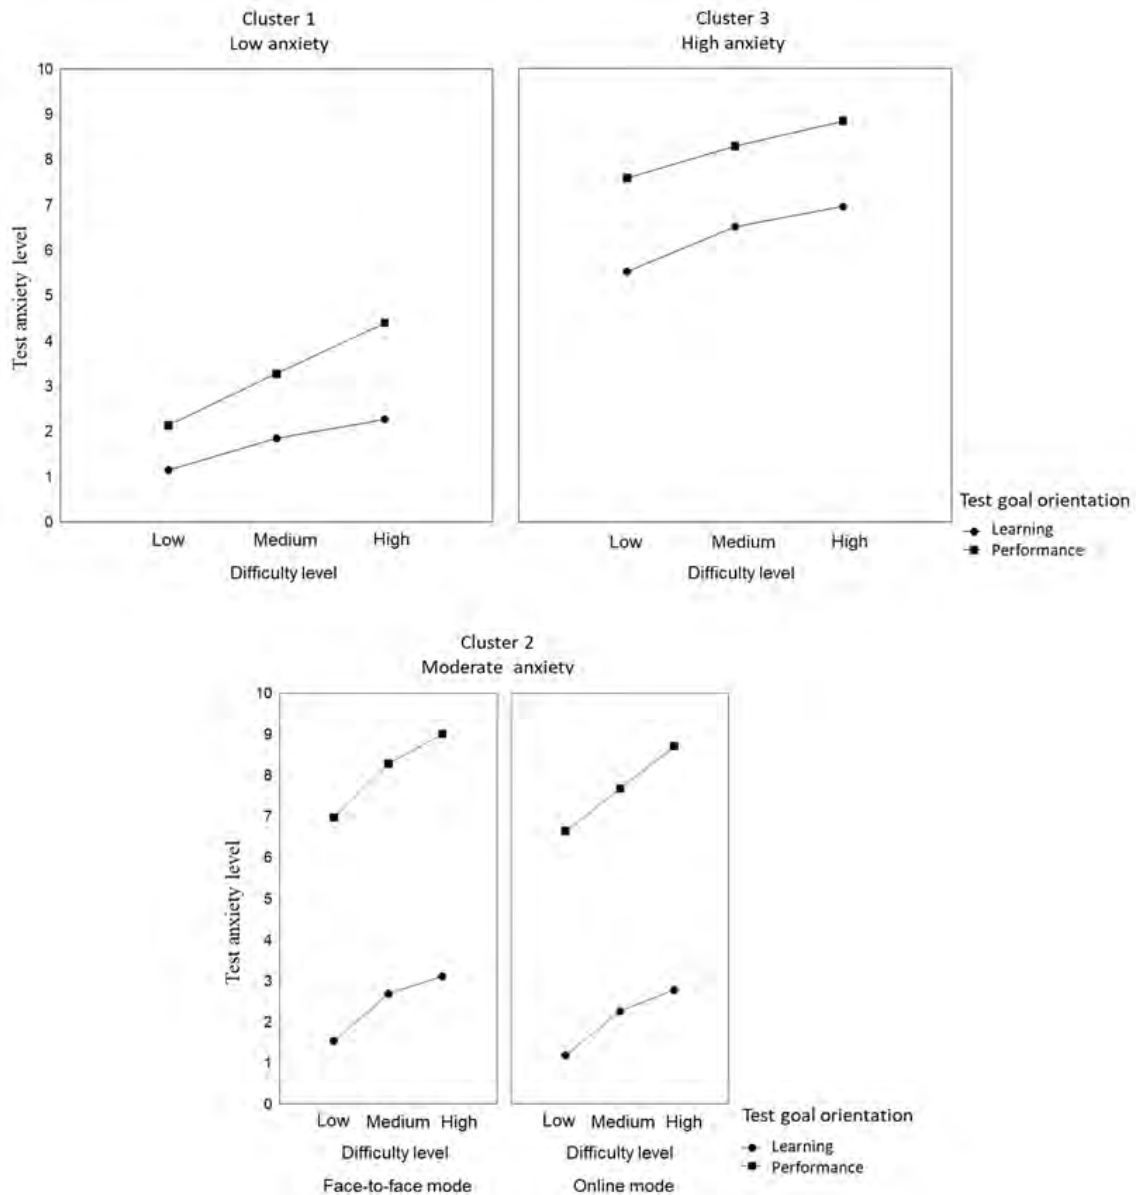 Cluster 1
Low anxiety
Cluster 3
High anxiety
Test anxiety level
10
9
8
7
6
5
4
3
2
1
0
Low Medium High
Difficulty level
Low Medium High
Difficulty level
Test goal orientation
Learning
Performance
Cluster 2
Moderate anxiety
Test anxiety level
10
9
8
7
6
5
4
3
2
1
0
Low Medium High
Difficulty level
Face-to-face mode
Low Medium High
Difficulty level
Online mode
Test goal orientation
Learning
Performance